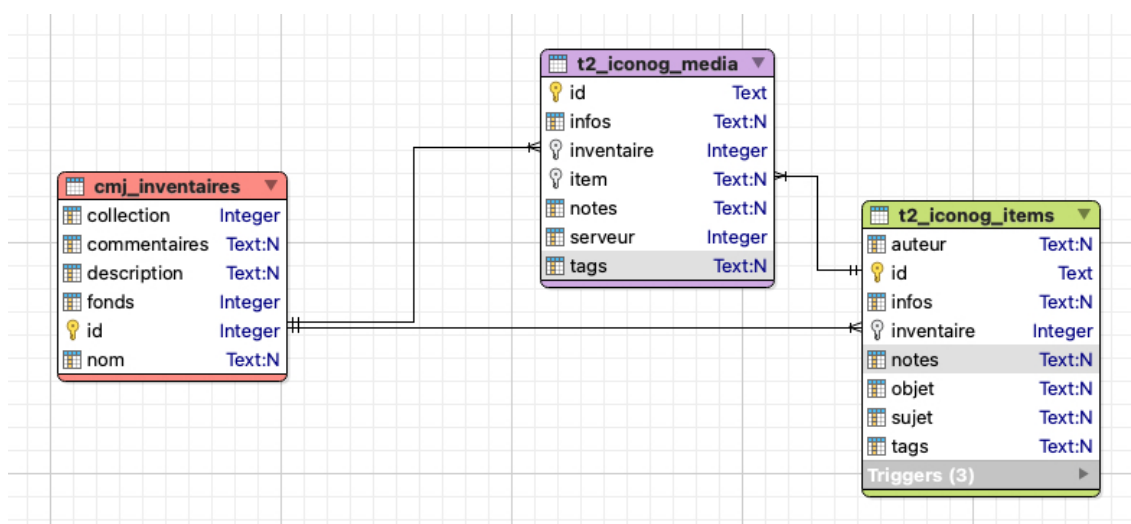 cmj_inventaires
collection Integer
commentaires Text:N
description Text:N
fonds Integer
id Integer
nom Text:N
t2_iconog_media
id Text
infos Text:N
inventaire Integer
item Text:N
notes Text:N
serveur Integer
tags Text:N
t2_iconog_items
auteur Text:N
id Text
infos Text:N
inventaire Integer
notes Text:N
objet Text:N
sujet Text:N
tags Text:N
Triggers (3)